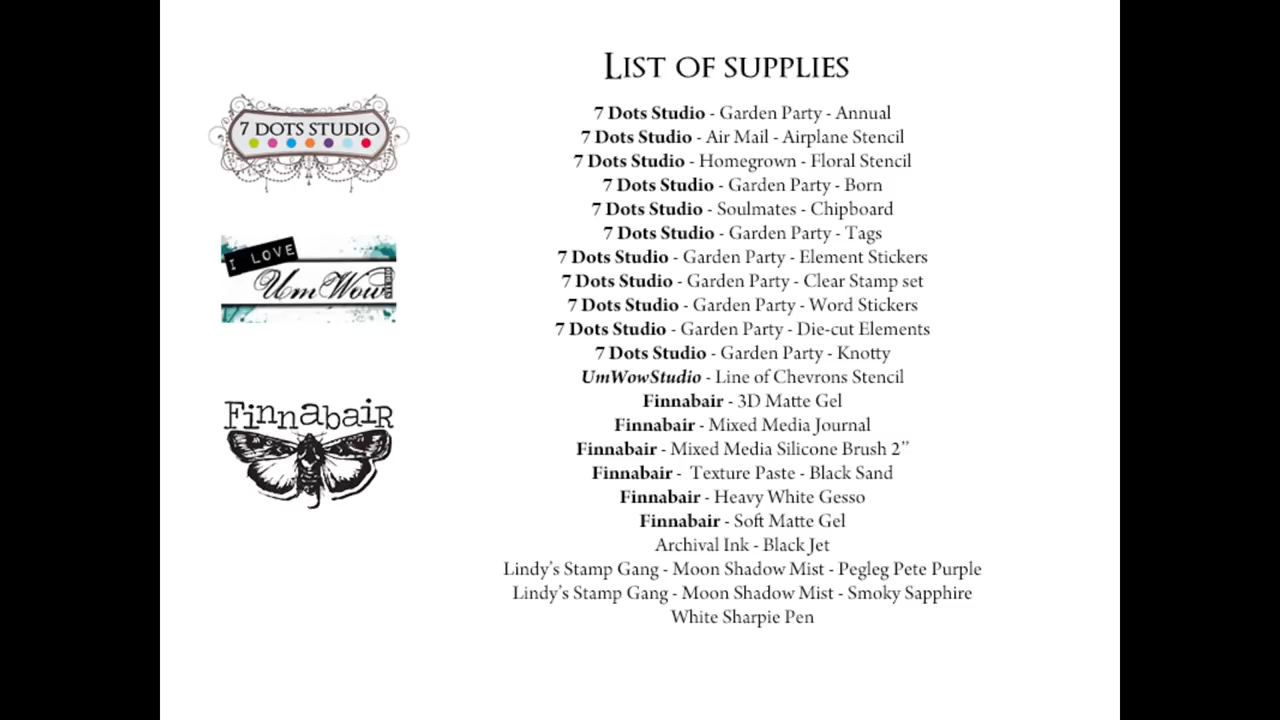 LIST OF SUPPLIES
7 DOTS STUDIO
I LOVE
UmWow
Finnabair
7 Dots Studio - Garden Party - Annual
7 Dots Studio - Air Mail - Airplane Stencil
7 Dots Studio - Homegrown - Floral Stencil
7 Dots Studio - Garden Party - Born
7 Dots Studio - Soulmates - Chipboard
7 Dots Studio - Garden Party - Tags
7 Dots Studio - Garden Party - Element Stickers
7 Dots Studio - Garden Party - Clear Stamp set
7 Dots Studio - Garden Party - Word Stickers
7 Dots Studio - Garden Party - Die-cut Elements
7 Dots Studio - Garden Party - Knotty
UmWowStudio - Line of Chevrons Stencil
Finnabair - 3D Matte Gel
Finnabair - Mixed Media Journal
Finnabair - Mixed Media Silicone Brush 2”
Finnabair - Texture Paste - Black Sand
Finnabair - Heavy White Gesso
Finnabair - Soft Matte Gel
Archival Ink - Black Jet
Lindy’s Stamp Gang - Moon Shadow Mist - Pegleg Pete Purple
Lindy’s Stamp Gang - Moon Shadow Mist - Smoky Sapphire
White Sharpie Pen